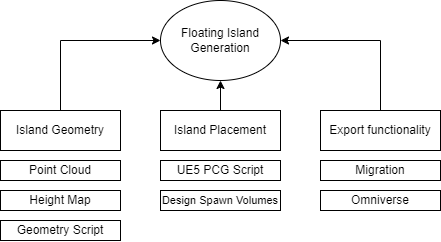 Floating Island
Generation
Island Geometry
Island Placement
Export functionality
Point Cloud
UE5 PCG Script
Migration
Height Map
Design Spawn Volumes
Omniverse
Geometry Script